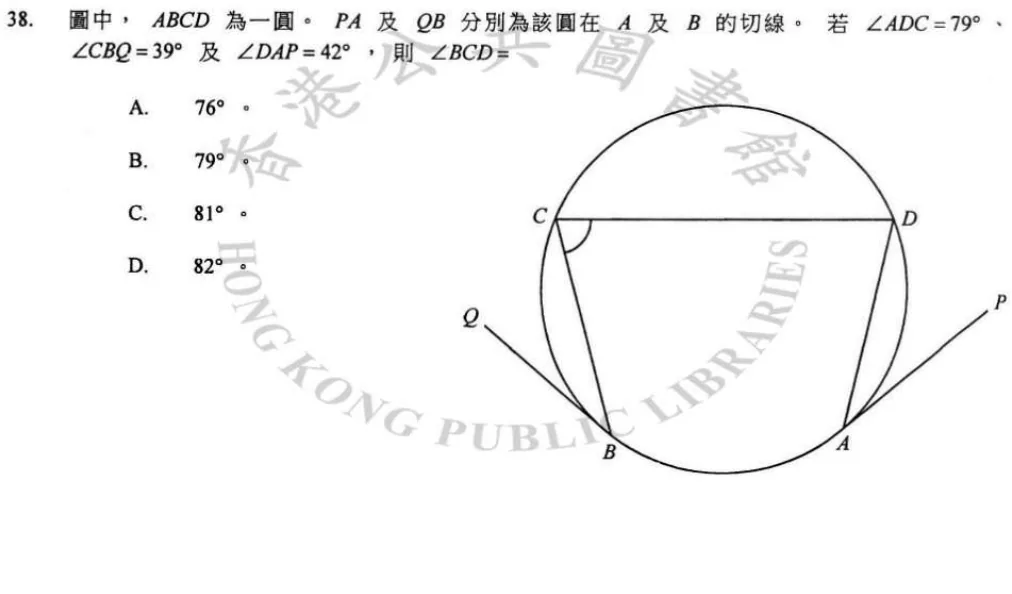 38. 圖中， ABCD 為一圓。 PA 及 QB 分別為該圓在 A 及 B 的切線。 若 ∠ADC = 79° 、
∠CBQ = 39° 及 ∠DAP = 42° ， 則 ∠BCD =
A. 76° 。
B. 79° 。
C. 81° 。
D. 82° 。
香港公共圖書館
HONG KONG PUBLIC LIBRARIES
C
D
Q
P
B
A